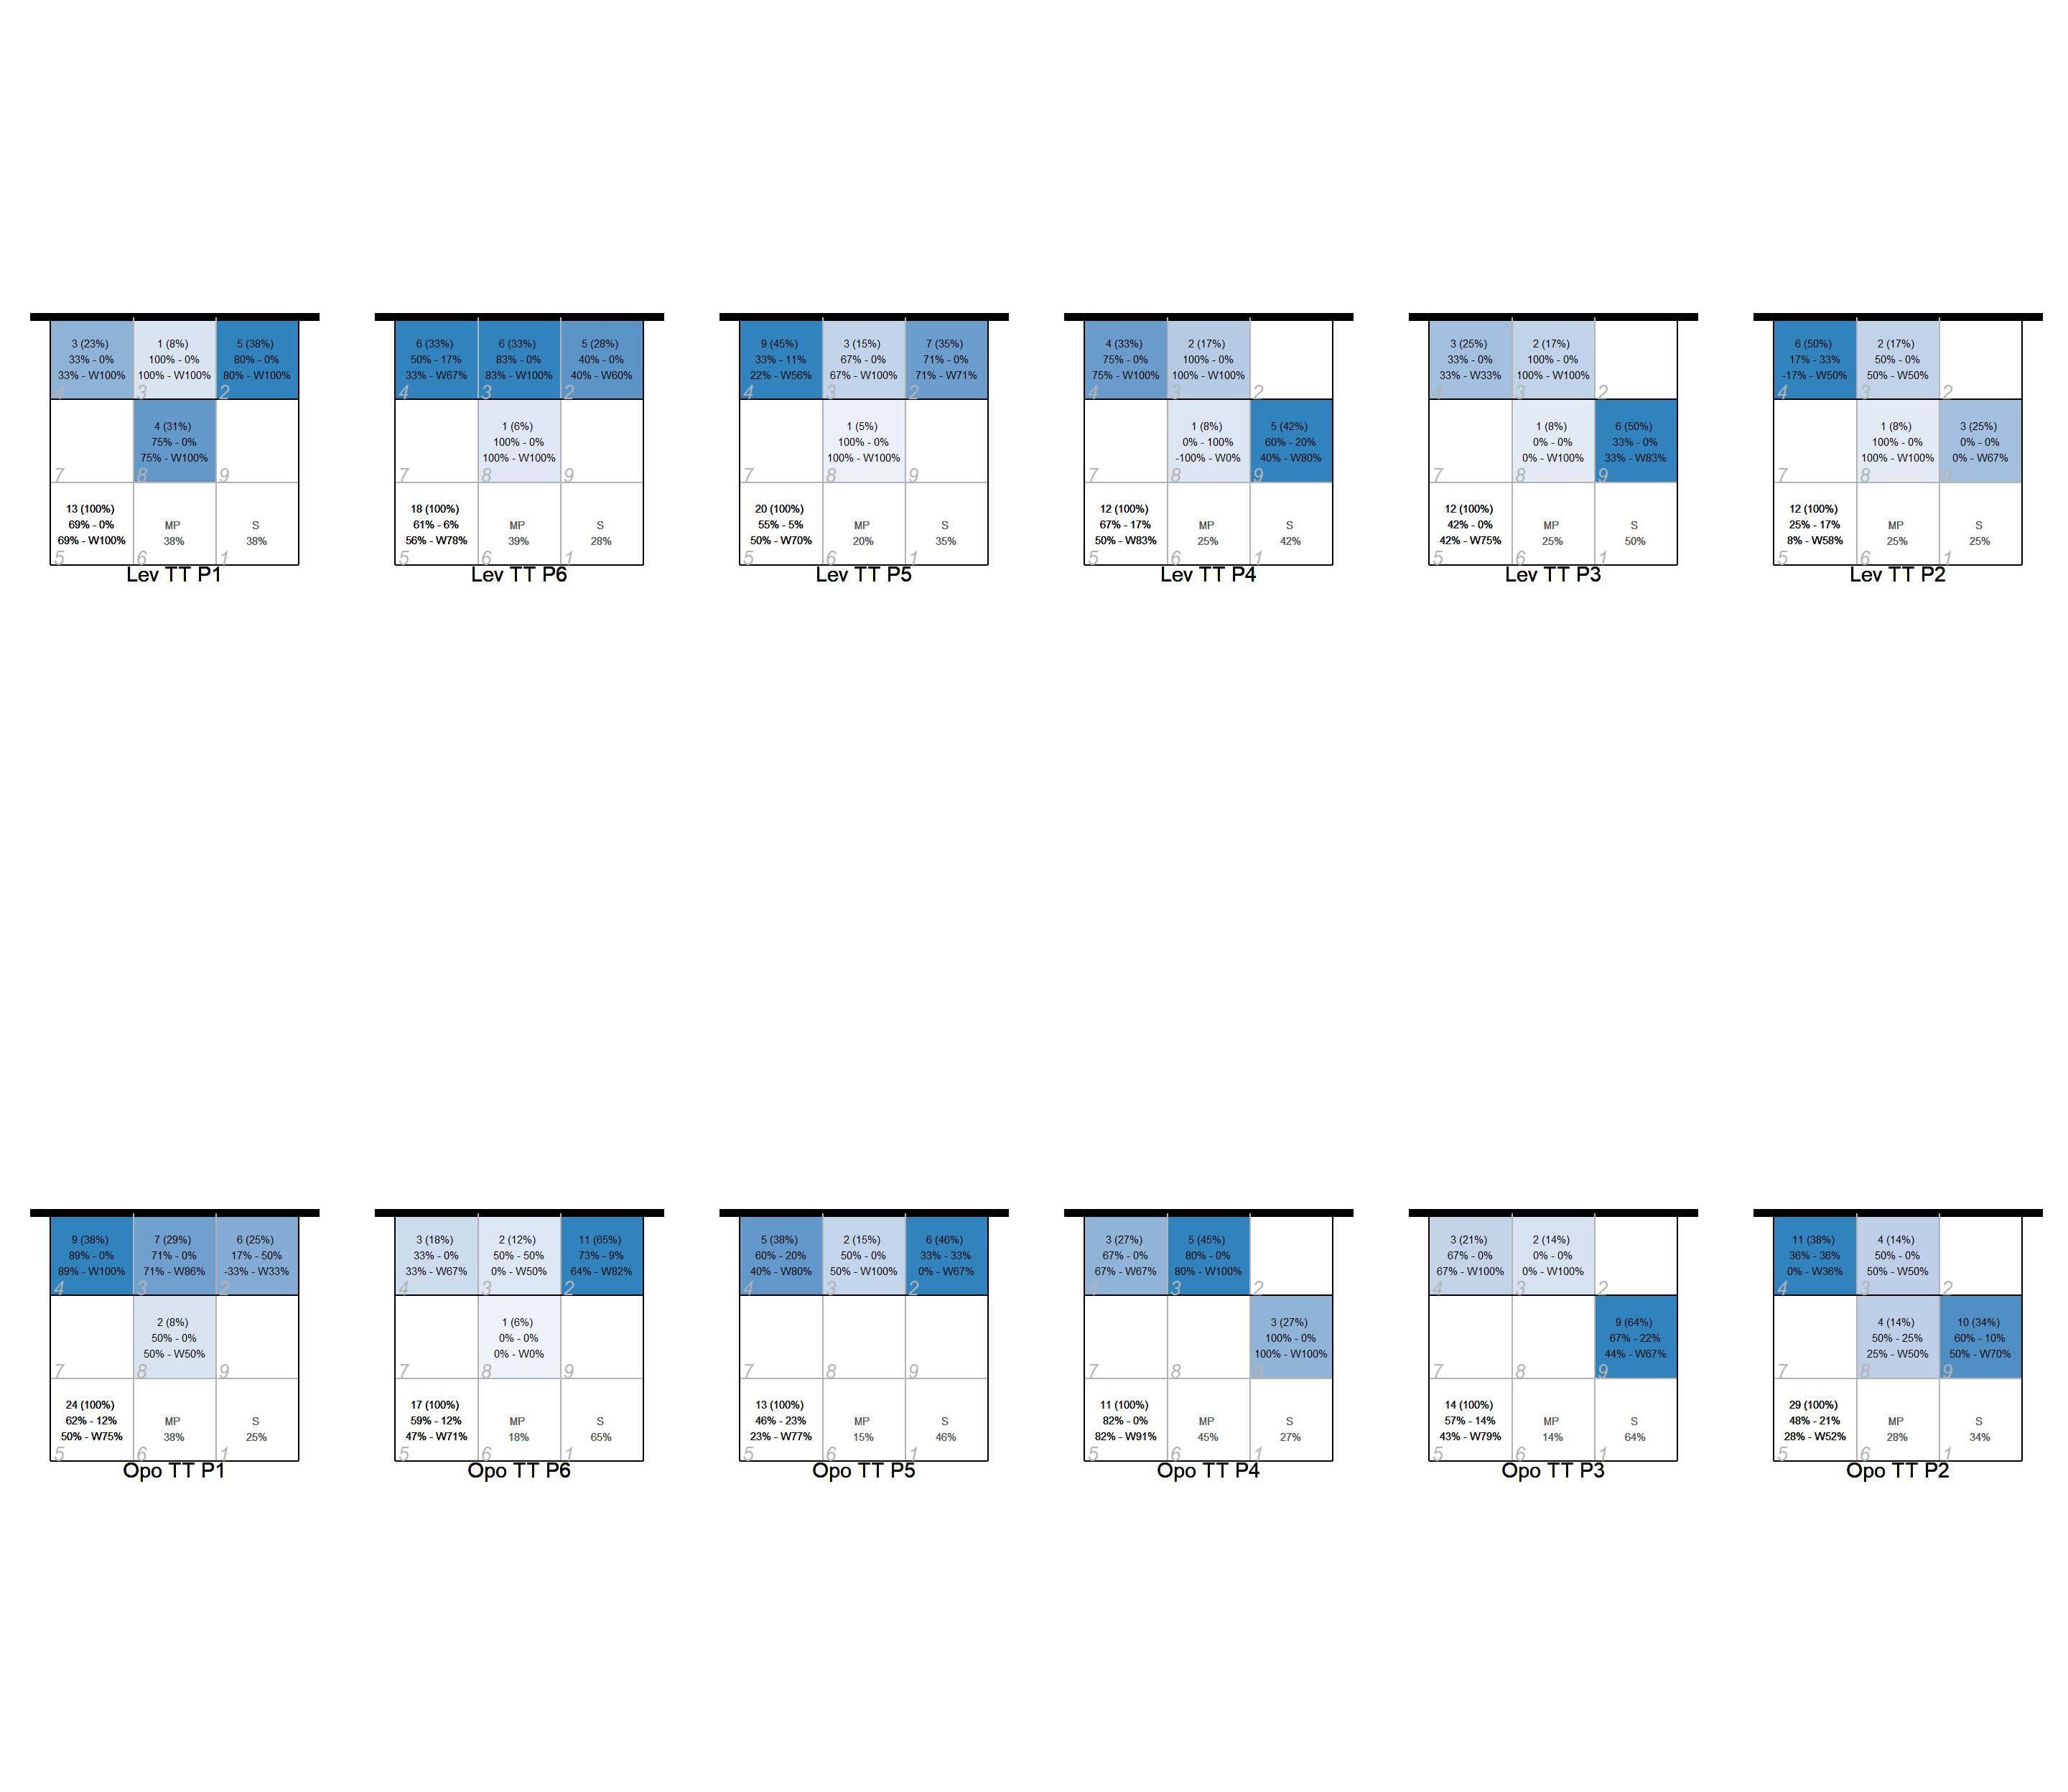 3 (23%) 1 (8%) 5 (38%)
33% - 0% 100% - 0% 80% - 0%
33% - W100% 100% - W100% 80% - W100%
4 3 2
4 (31%)
75% - 0%
75% - W100%
7 8 9
13 (100%)
69% - 0% MP S
69% - W100% 38% 38%
5 6 1
Lev TT P1
6 (33%) 6 (33%) 5 (28%)
50% - 17% 83% - 0% 40% - 0%
33% - W67% 83% - W100% 40% - W60%
4 3 2
1 (6%)
100% - 0%
100% - W100%
7 8 9
18 (100%)
61% - 6% MP S
56% - W78% 39% 28%
5 6 1
Lev TT P6
9 (45%) 3 (15%) 7 (35%)
33% - 11% 67% - 0% 71% - 0%
22% - W56% 67% - W100% 71% - W71%
4 3 2
1 (5%)
100% - 0%
100% - W100%
7 8 9
20 (100%)
55% - 5% MP S
50% - W70% 20% 35%
5 6 1
Lev TT P5
4 (33%) 2 (17%)
75% - 0% 100% - 0%
75% - W100% 100% - W100%
4 3 2
1 (8%) 5 (42%)
0% - 100% 60% - 20%
-100% - W0% 40% - W80%
7 8 9
12 (100%)
67% - 17% MP S
50% - W83% 25% 42%
5 6 1
Lev TT P4
3 (25%) 2 (17%)
33% - 0% 100% - 0%
33% - W33% 100% - W100%
4 3 2
1 (8%) 6 (50%)
0% - 0% 33% - 0%
0% - W100% 33% - W83%
7 8 9
12 (100%)
42% - 0% MP S
42% - W75% 25% 50%
5 6 1
Lev TT P3
6 (50%) 2 (17%)
17% - 33% 50% - 0%
-17% - W50% 50% - W50%
4 3 2
1 (8%) 3 (25%)
100% - 0% 0% - 0%
100% - W100% 0% - W67%
7 8 9
12 (100%)
25% - 17% MP S
8% - W58% 25% 25%
5 6 1
Lev TT P2
9 (38%) 7 (29%) 6 (25%)
89% - 0% 71% - 0% 17% - 50%
89% - W100% 71% - W86% -33% - W33%
4 3 2
2 (8%)
50% - 0%
50% - W50%
7 8 9
24 (100%)
62% - 12% MP S
50% - W75% 38% 25%
5 6 1
Opo TT P1
3 (18%) 2 (12%) 11 (65%)
33% - 0% 50% - 50% 73% - 9%
33% - W67% 0% - W50% 64% - W82%
4 3 2
1 (6%)
0% - 0%
0% - W0%
7 8 9
17 (100%)
59% - 12% MP S
47% - W71% 18% 65%
5 6 1
Opo TT P6
5 (38%) 2 (15%) 6 (46%)
60% - 20% 50% - 0% 33% - 33%
40% - W80% 50% - W100% 0% - W67%
4 3 2
7 8 9
13 (100%)
46% - 23% MP S
23% - W77% 15% 46%
5 6 1
Opo TT P5
3 (27%) 5 (45%)
67% - 0% 80% - 0%
67% - W67% 80% - W100%
4 3 2
3 (27%)
100% - 0%
100% - W100%
7 8 9
11 (100%)
82% - 0% MP S
82% - W91% 45% 27%
5 6 1
Opo TT P4
3 (21%) 2 (14%)
67% - 0% 0% - 0%
67% - W100% 0% - W100%
4 3 2
9 (64%)
67% - 22%
44% - W67%
7 8 9
14 (100%)
57% - 14% MP S
43% - W79% 14% 64%
5 6 1
Opo TT P3
11 (38%) 4 (14%)
36% - 36% 50% - 0%
0% - W36% 50% - W50%
4 3 2
4 (14%) 10 (34%)
50% - 25% 60% - 10%
25% - W50% 50% - W70%
7 8 9
29 (100%)
48% - 21% MP S
28% - W52% 28% 34%
5 6 1
Opo TT P2